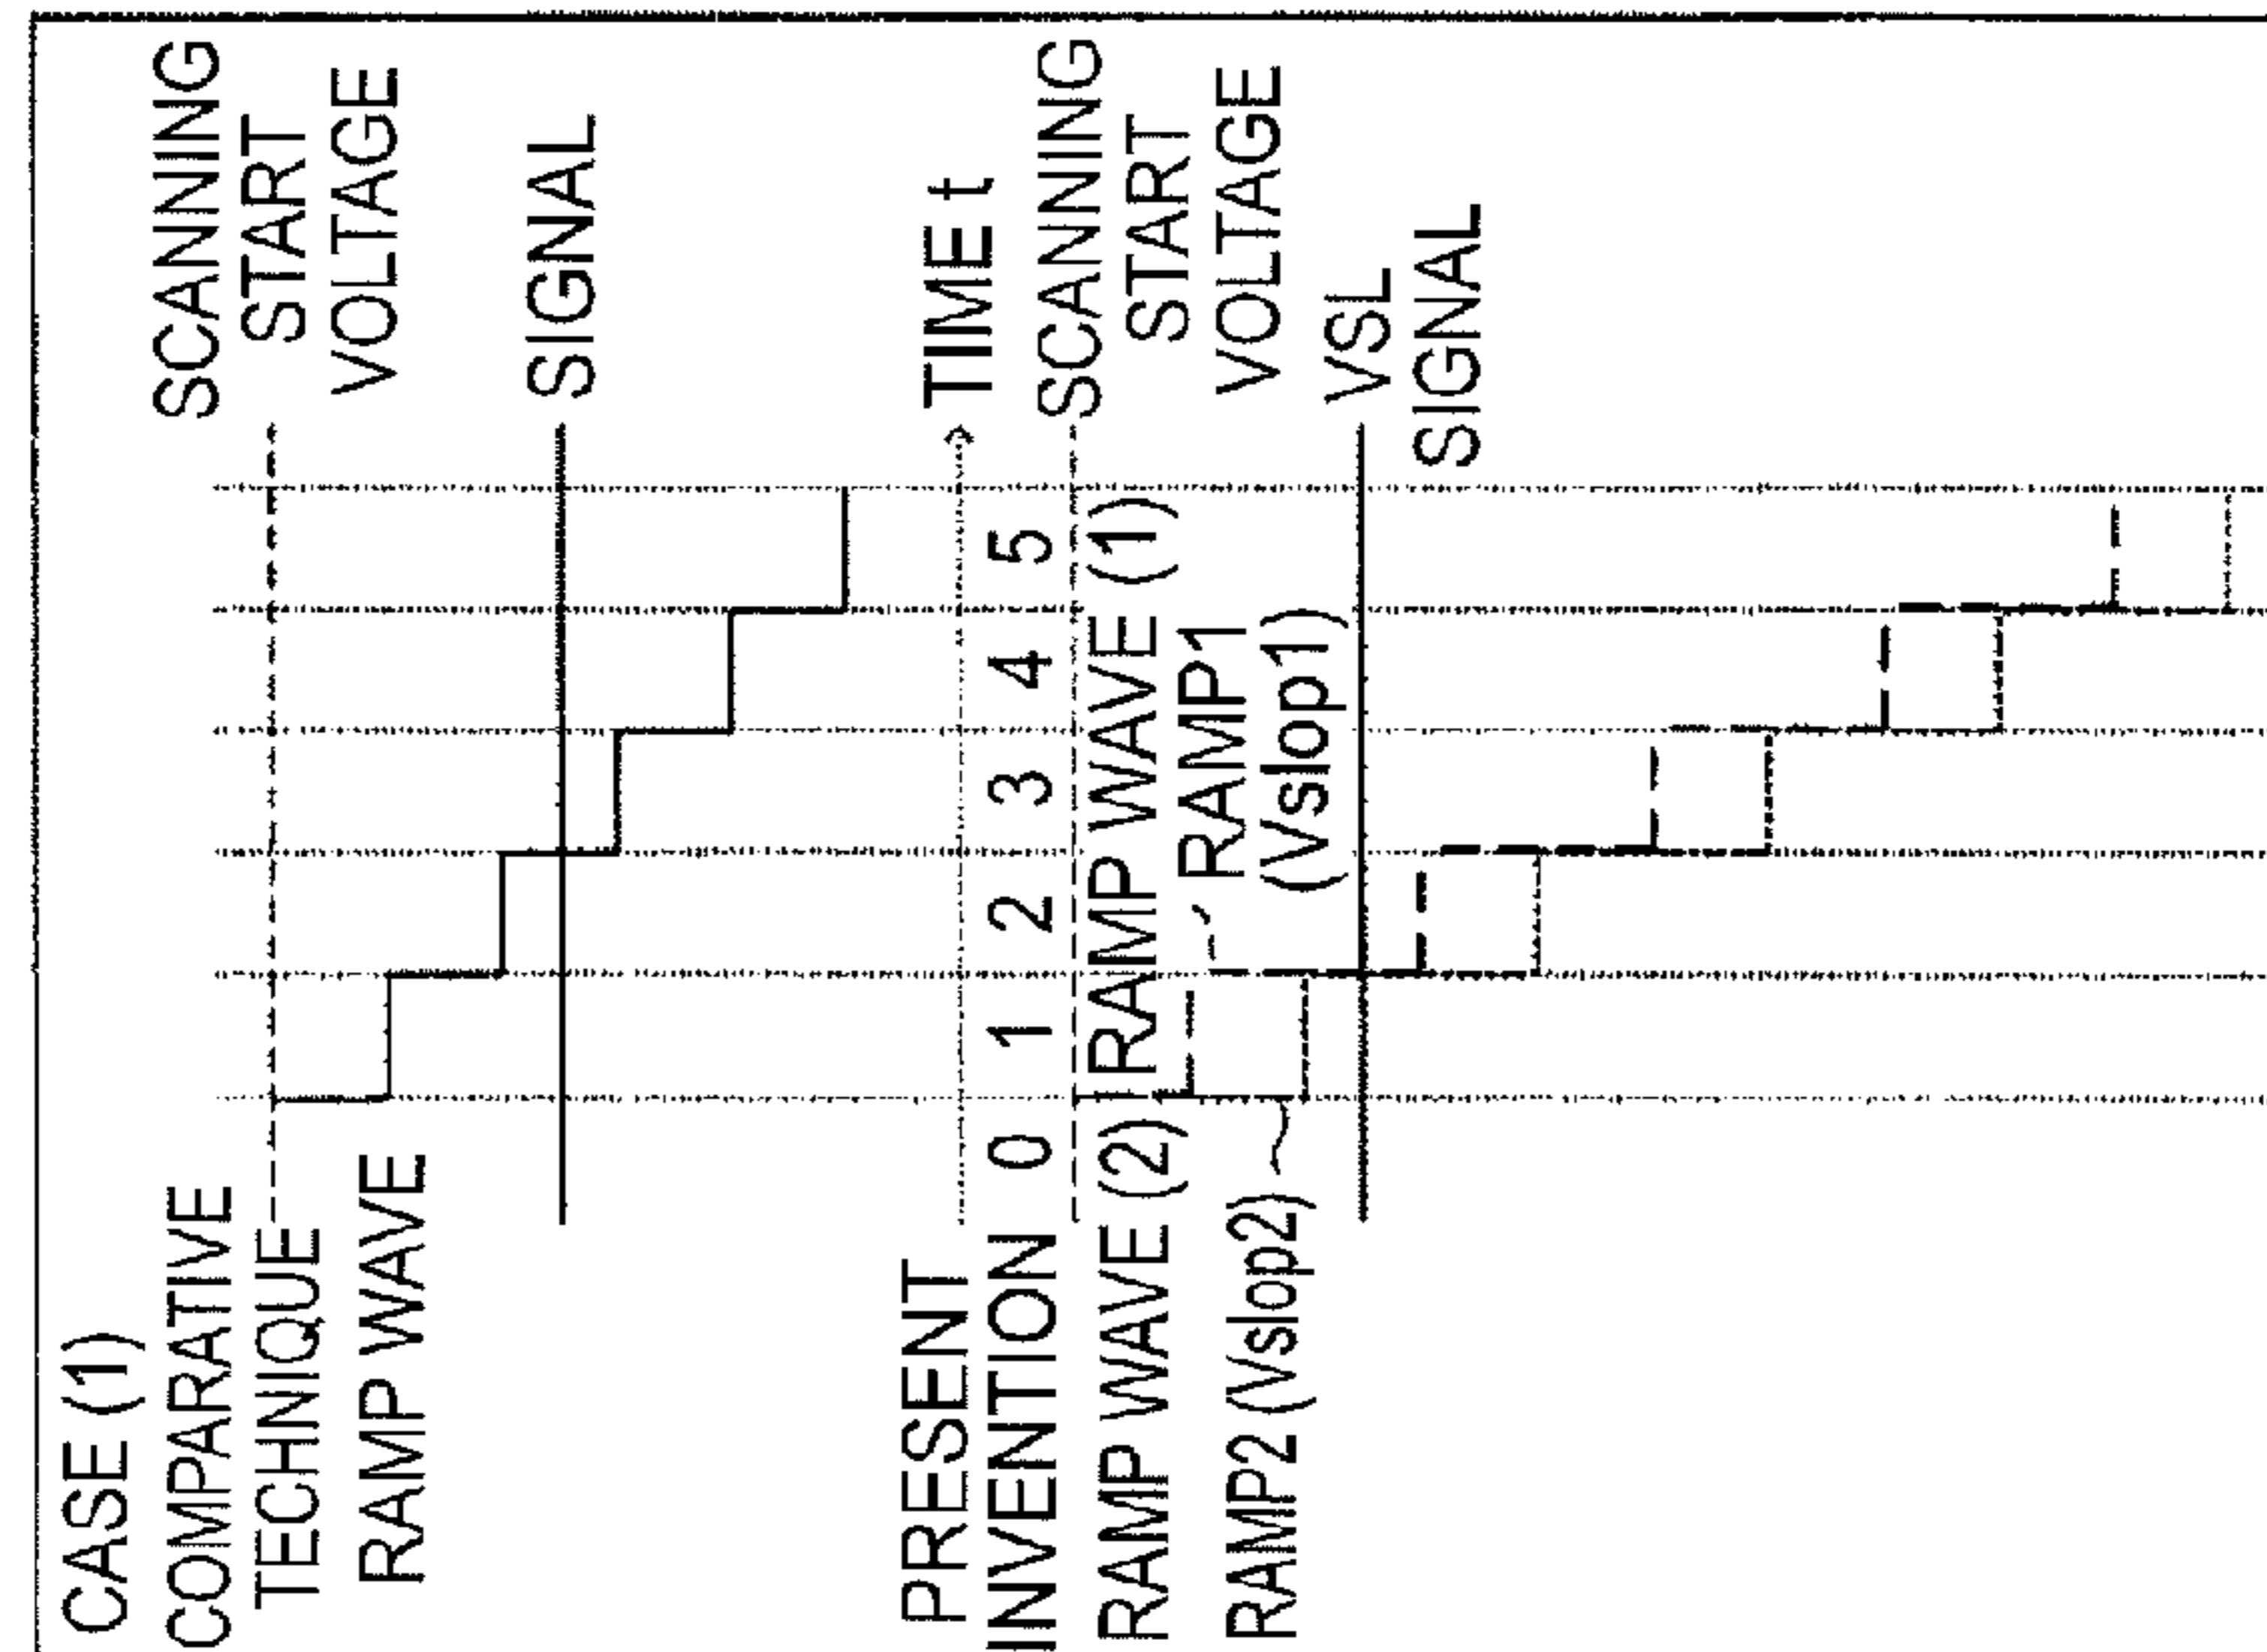 CASE (1)
COMPARATIVE
TECHNIQUE
RAMP WAVE
SCANNING
START
VOLTAGE
SIGNAL
TIME t
PRESENT
INVENTION
0 1 2 3 4 5
SCANNING
START
VOLTAGE
RAMP WAVE (2)
RAMP WAVE (1)
RAMP1
(Vslop1)
RAMP2 (Vslop2)
VSL
SIGNAL